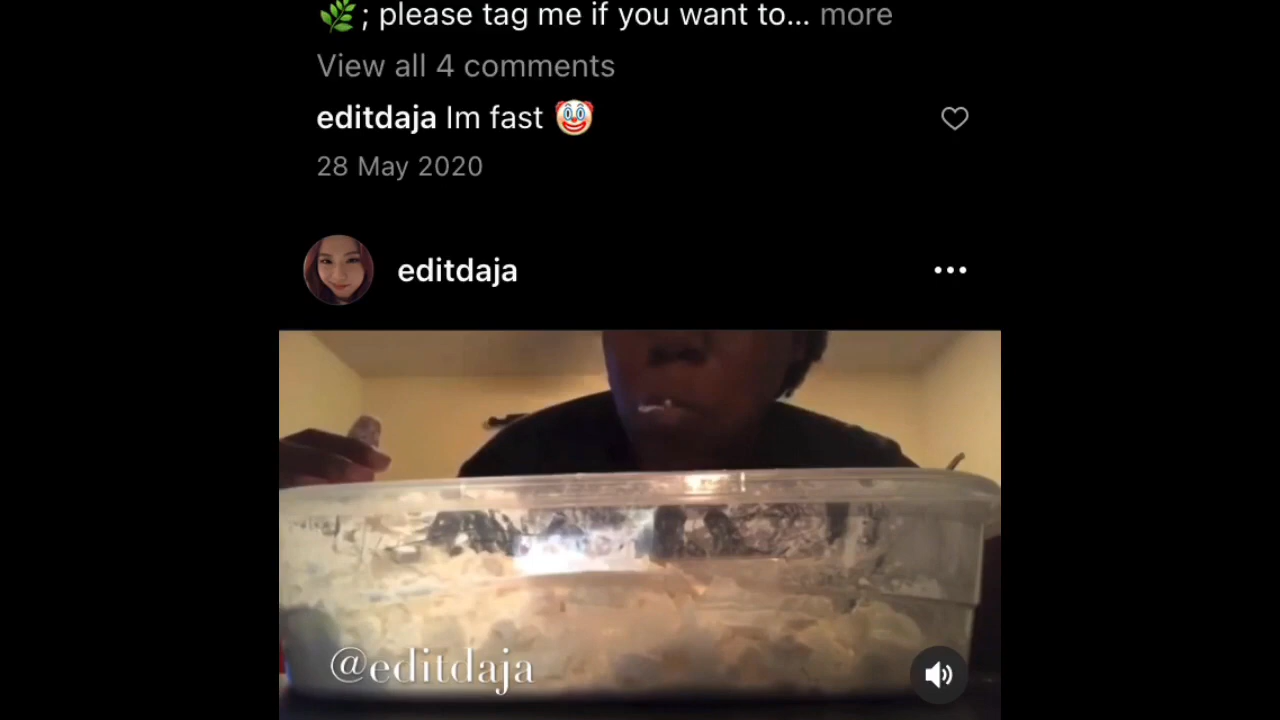 🌿; please tag me if you want to... more
View all 4 comments
editdaja Im fast 🤡
28 May 2020
editdaja
@editdaja